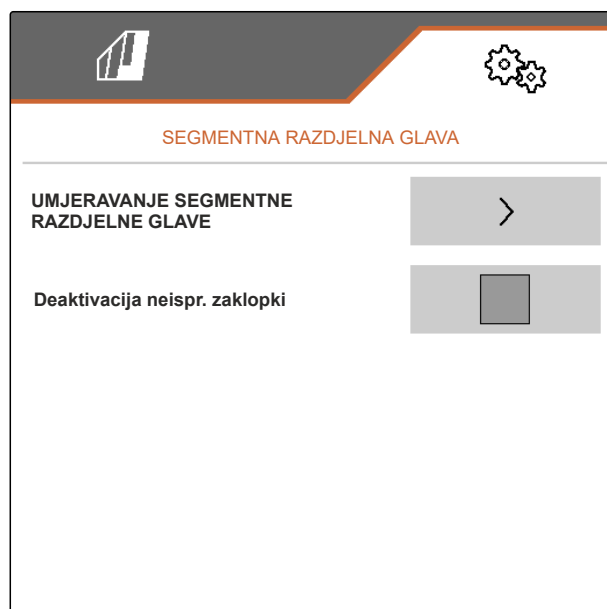 SEGMENTNA RAZDJELNA GLAVA
UMJERAVANJE SEGMENTNE
RAZDJELNE GLAVE
Deaktivacija neispr. zaklopki